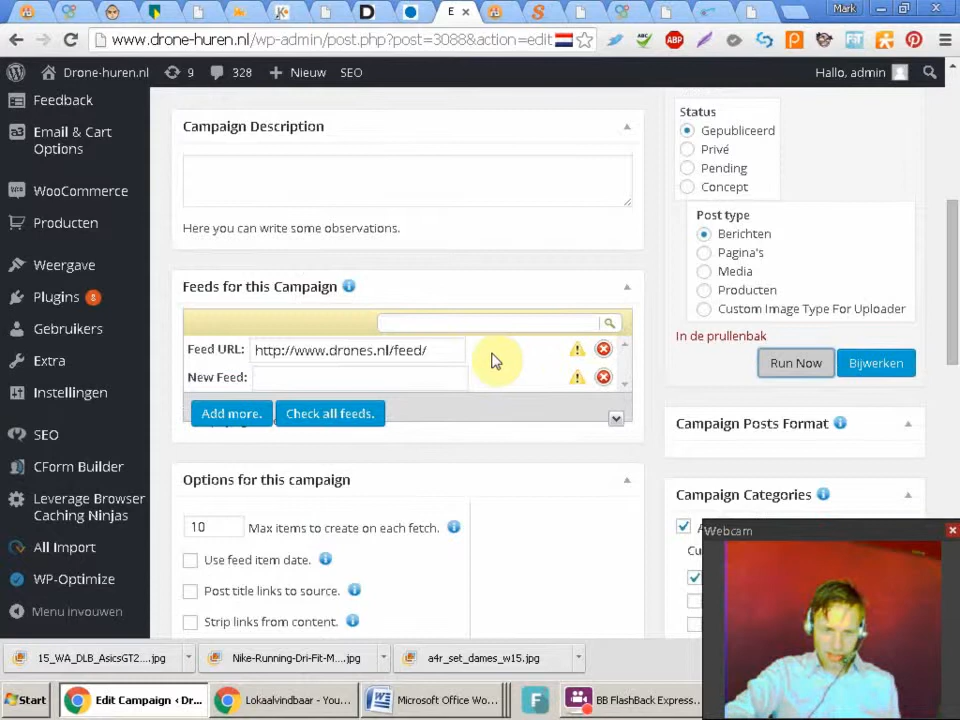 E
Mark
www.drone-huren.nl/wp-admin/post.php?post=3088&action=edit
ABP
Drone-huren.nl
9
328
Nieuw
SEO
Hallo, admin
Feedback
Email & Cart
Options
WooCommerce
Producten
Weergave
Plugins 8
Gebruikers
Extra
Instellingen
SEO
CForm Builder
Leverage Browser
Caching Ninjas
All Import
WP-Optimize
Menu invouwen
Campaign Description
Here you can write some observations.
Feeds for this Campaign
Feed URL: http://www.drones.nl/feed/
New Feed:
Add more.
Check all feeds.
Options for this campaign
10 Max items to create on each fetch.
Use feed item date.
Post title links to source.
Strip links from content.
Status
Gepubliceerd
Privé
Pending
Concept
Post type
Berichten
Pagina's
Media
Producten
Custom Image Type For Uploader
In de prullenbak
Run Now
Bijwerken
Campaign Posts Format
Campaign Categories
Webcam
15_WA_DLB_AsicsGT2....jpg
Nike-Running-Dri-Fit-M....jpg
a4r_set_dames_w15.jpg
Start
Edit Campaign ‹ Dr...
Lokaalvindbaar - You...
Microsoft Office Wo...
F
BB FlashBack Express...